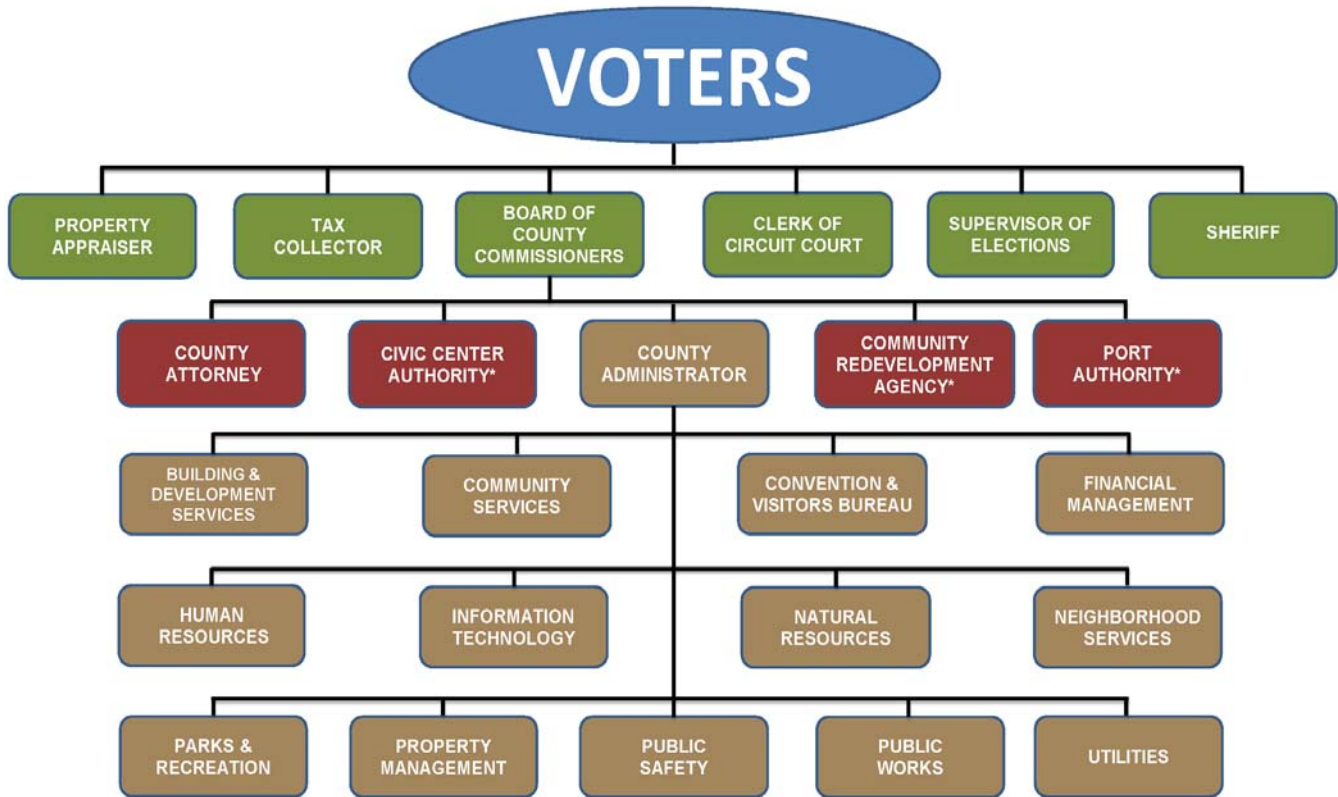 VOTERS
PROPERTY
APPRAISER
TAX
COLLECTOR
BOARD OF
COUNTY
COMMISSIONERS
CLERK OF
CIRCUIT COURT
SUPERVISOR OF
ELECTIONS
SHERIFF
COUNTY
ATTORNEY
CIVIC CENTER
AUTHORITY*
COUNTY
ADMINISTRATOR
COMMUNITY
REDEVELOPMENT
AGENCY*
PORT
AUTHORITY*
BUILDING &
DEVELOPMENT
SERVICES
COMMUNITY
SERVICES
CONVENTION &
VISITORS BUREAU
FINANCIAL
MANAGEMENT
HUMAN
RESOURCES
INFORMATION
TECHNOLOGY
NATURAL
RESOURCES
NEIGHBORHOOD
SERVICES
PARKS &
RECREATION
PROPERTY
MANAGEMENT
PUBLIC
SAFETY
PUBLIC
WORKS
UTILITIES